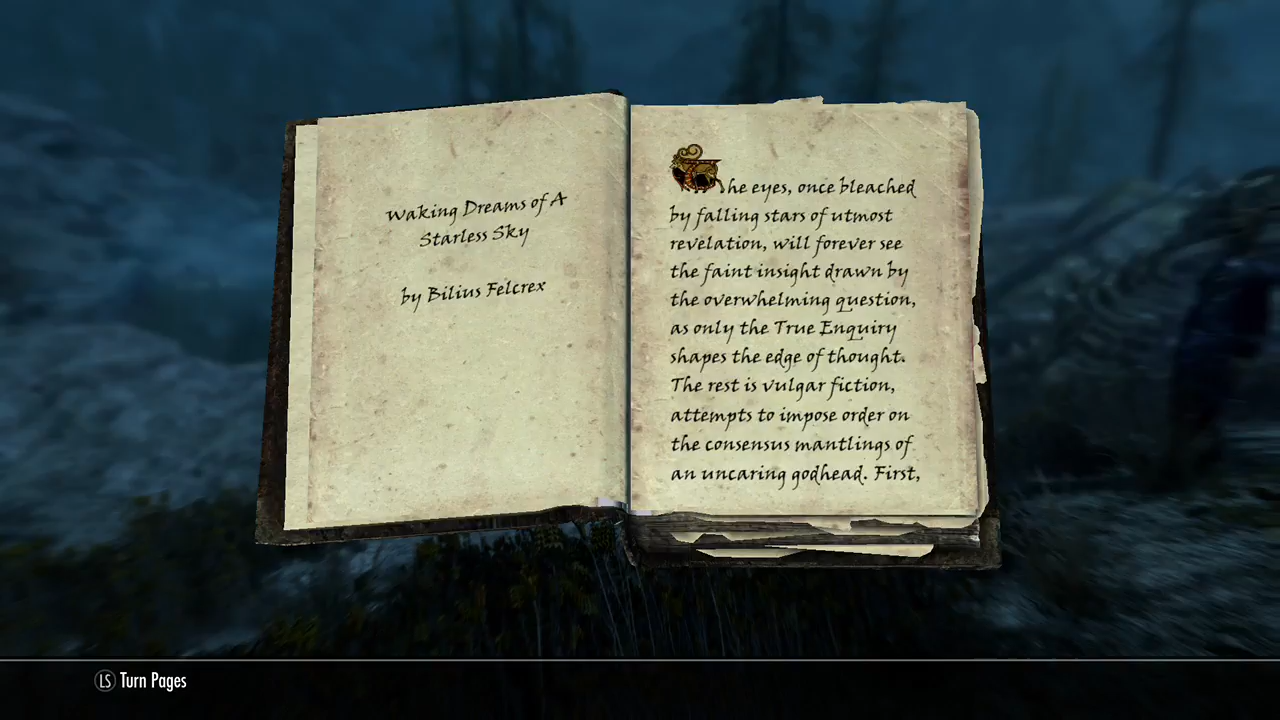 Waking Dreams of A
Starless Sky
by Bilius Felcrex
The eyes, once bleached
by falling stars of utmost
revelation, will forever see
the faint insight drawn by
the overwhelming question,
as only the True Enquiry
shapes the edge of thought.
The rest is vulgar fiction,
attempts to impose order on
the consensus mantlings of
an uncaring godhead. First,
LS Turn Pages